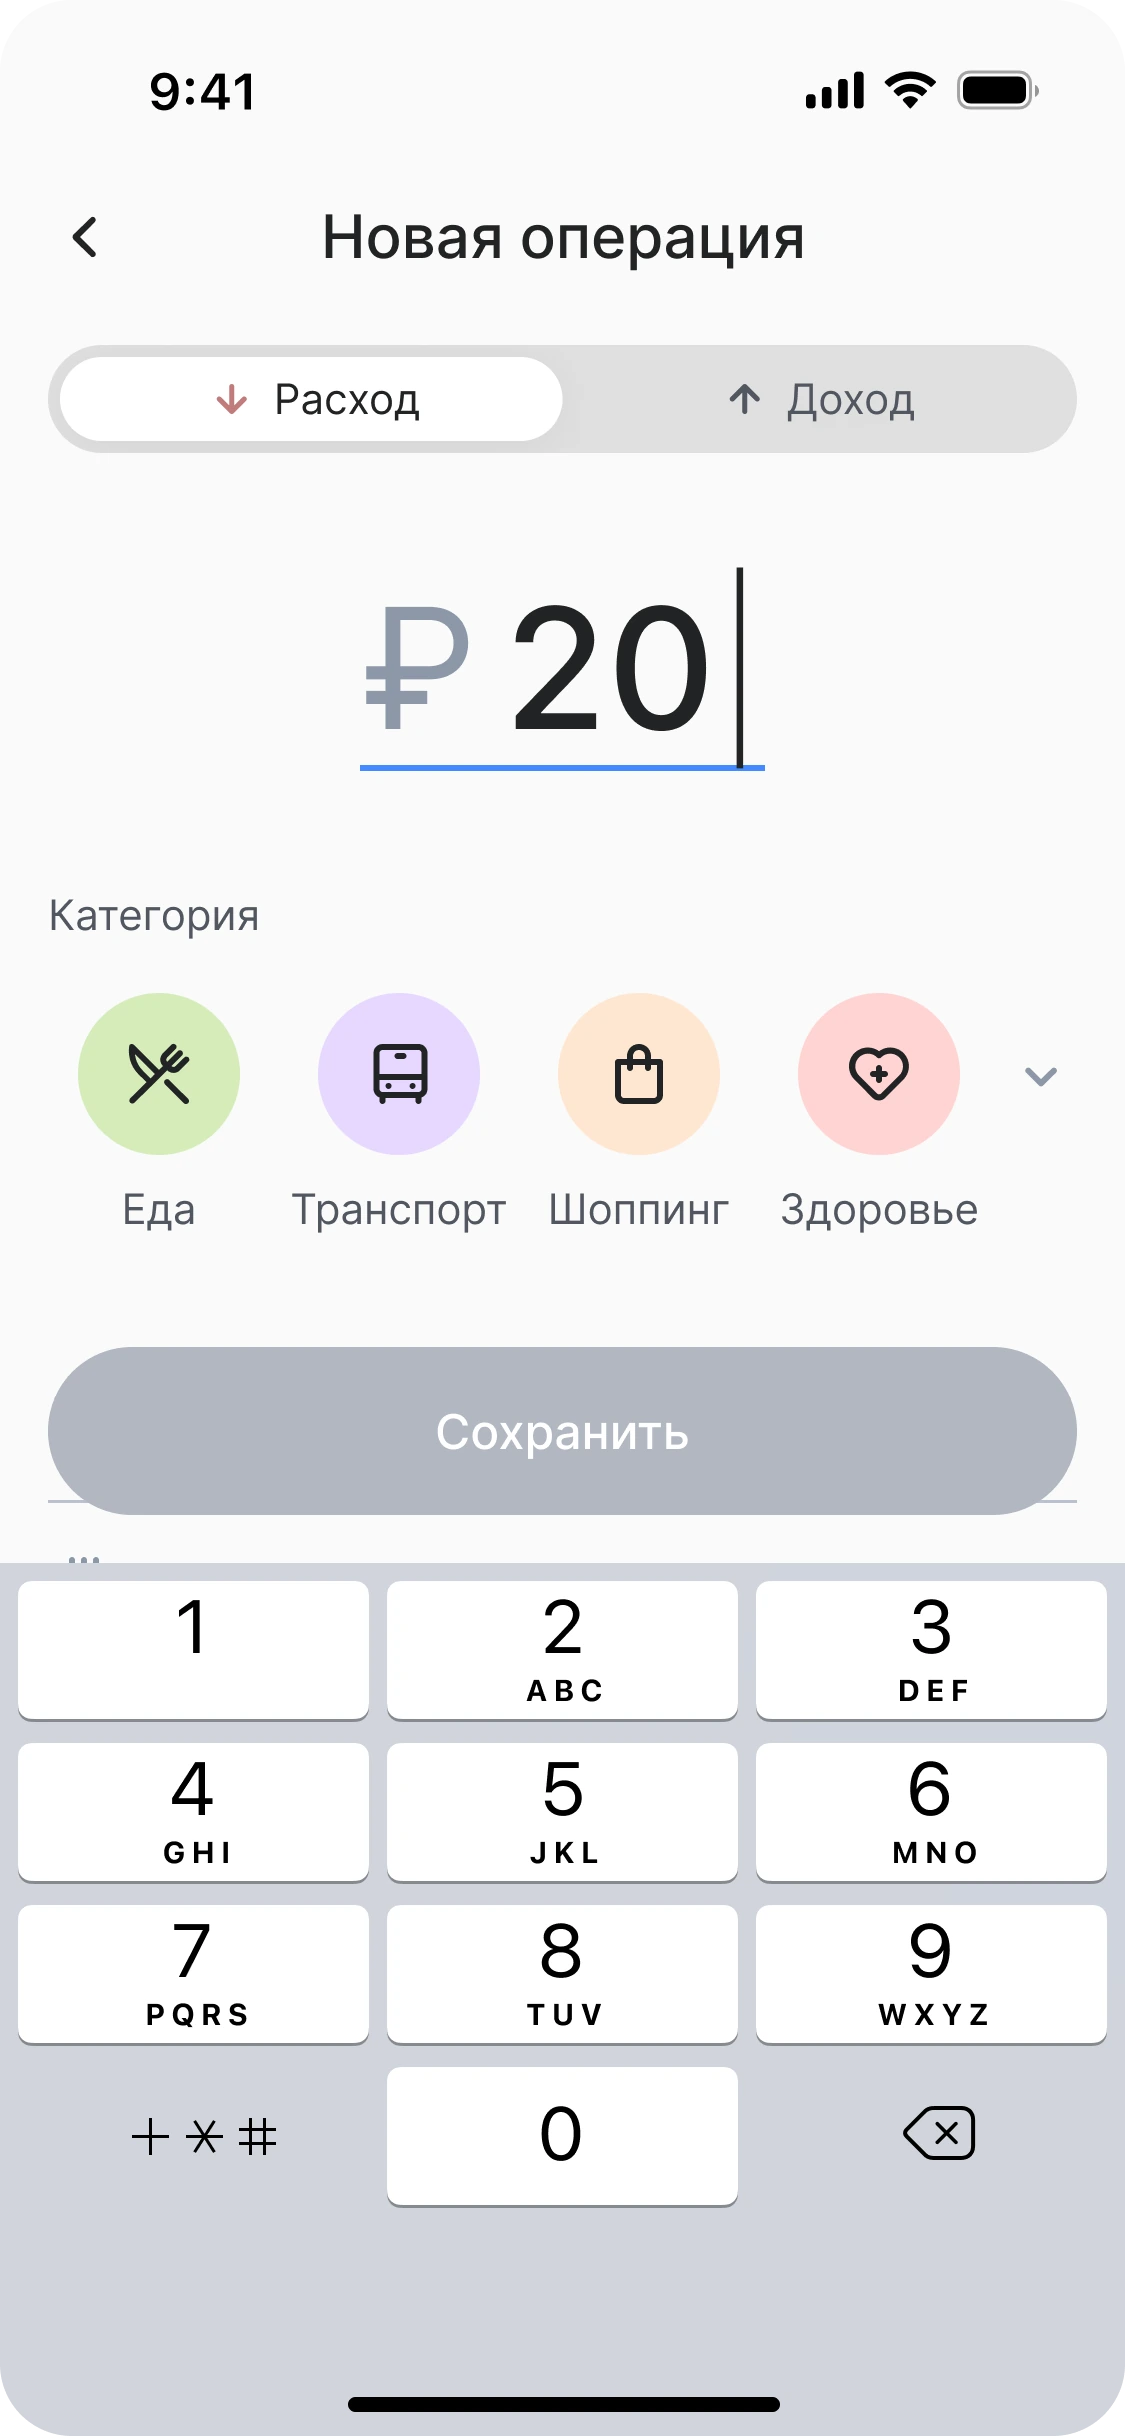 9:41
Новая операция
Расход
Доход
₽ 20
Категория
Еда
Транспорт
Шоппинг
Здоровье
Сохранить
1
2
ABC
3
DEF
4
GHI
5
JKL
6
MNO
7
PQRS
8
TUV
9
WXYZ
+ * #
0